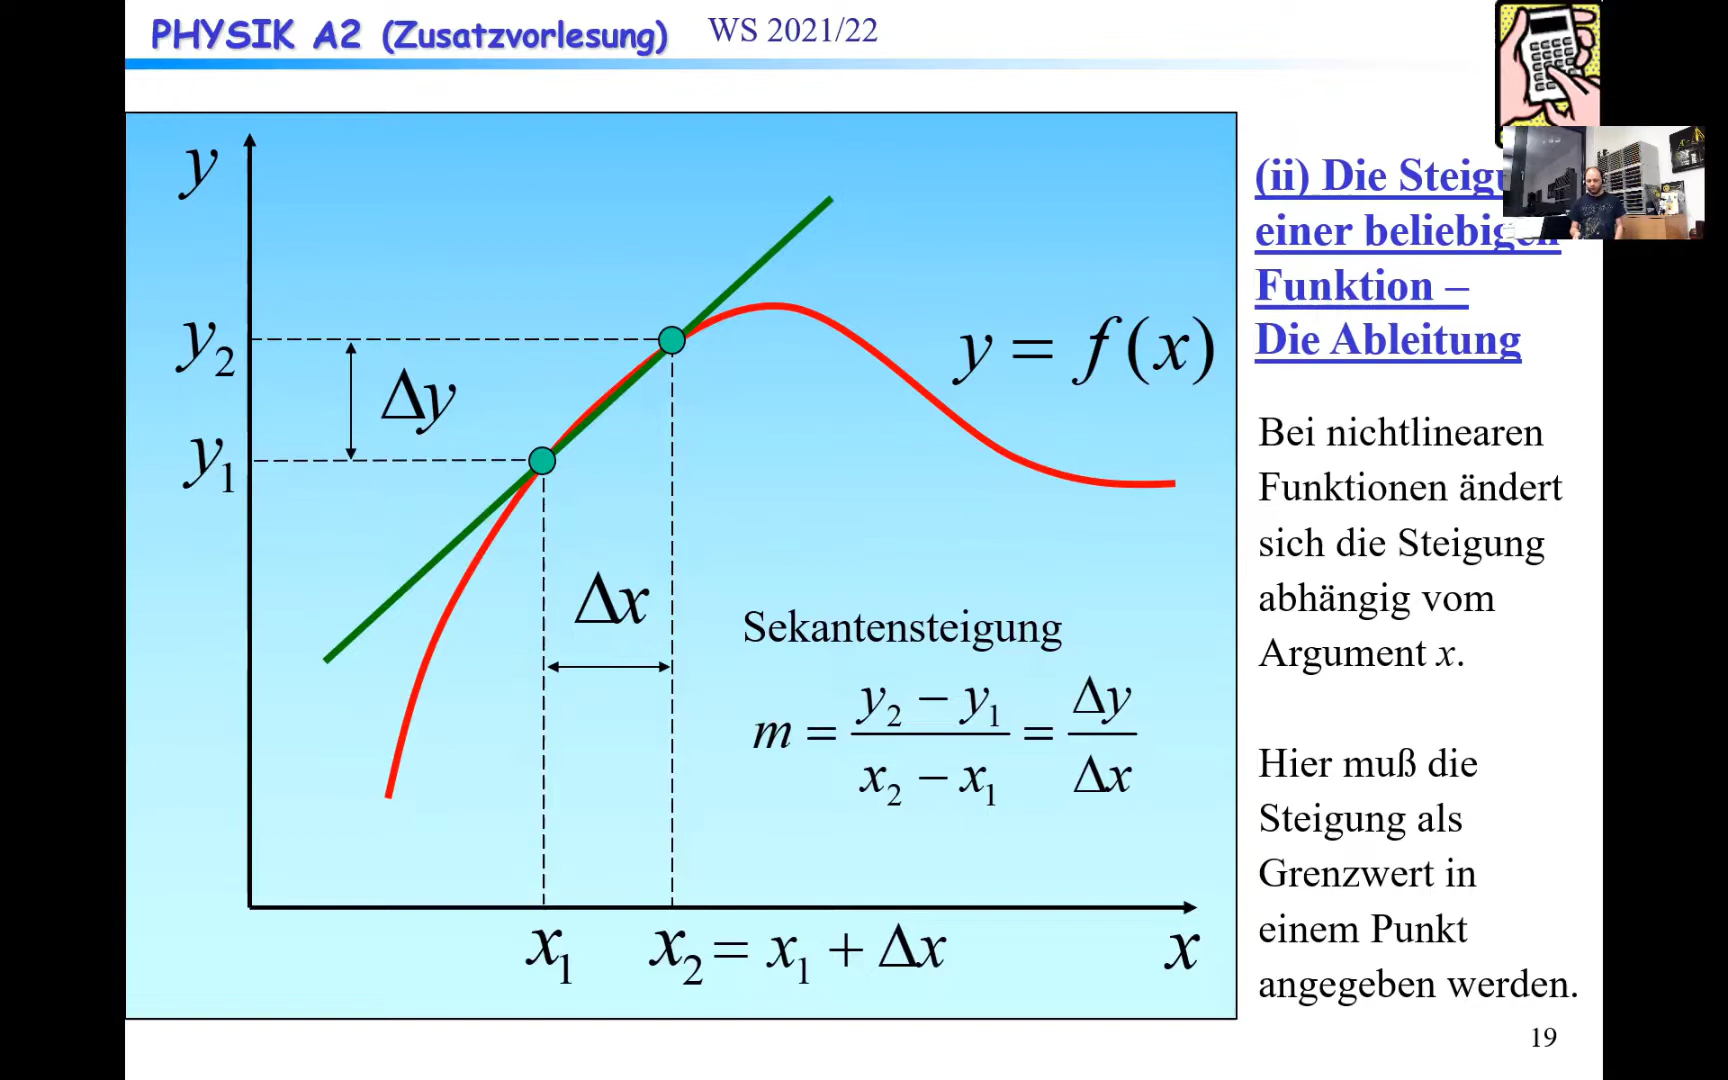 PHYSIK A2 (Zusatzvorlesung) WS 2021/22
y
y₂
Δy
y₁
y = f(x)
Δx
Sekantensteigung
m = (y₂ − y₁)/(x₂ − x₁) = Δy/Δx
x₁ x₂ = x₁ + Δx x
(ii) Die
einer
Funktion –
Die Ableitung
Bei nichtlinearen
Funktionen ändert
sich die Steigung
abhängig vom
Argument x.
Hier muß die
Steigung als
Grenzwert in
einem Punkt
angegeben werden.
19